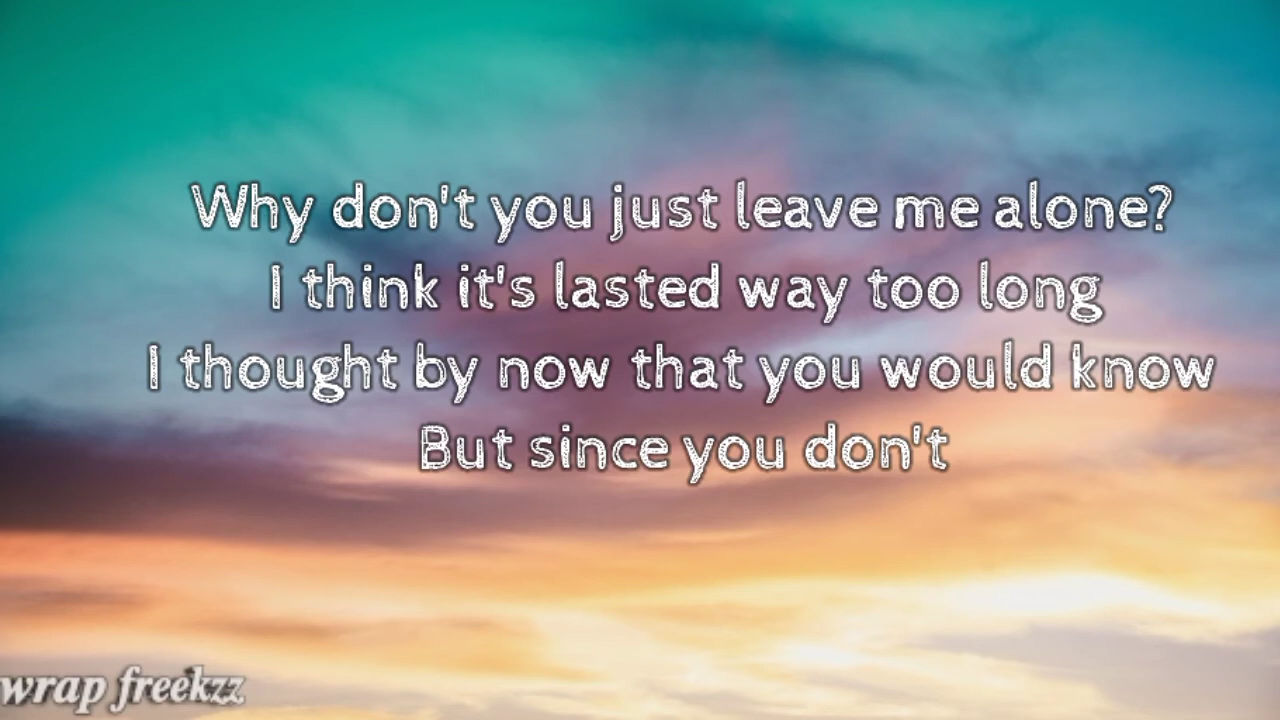 Why don't you just leave me alone?
I think it's lasted way too long
I thought by now that you would know
But since you don't
wrap freekzz